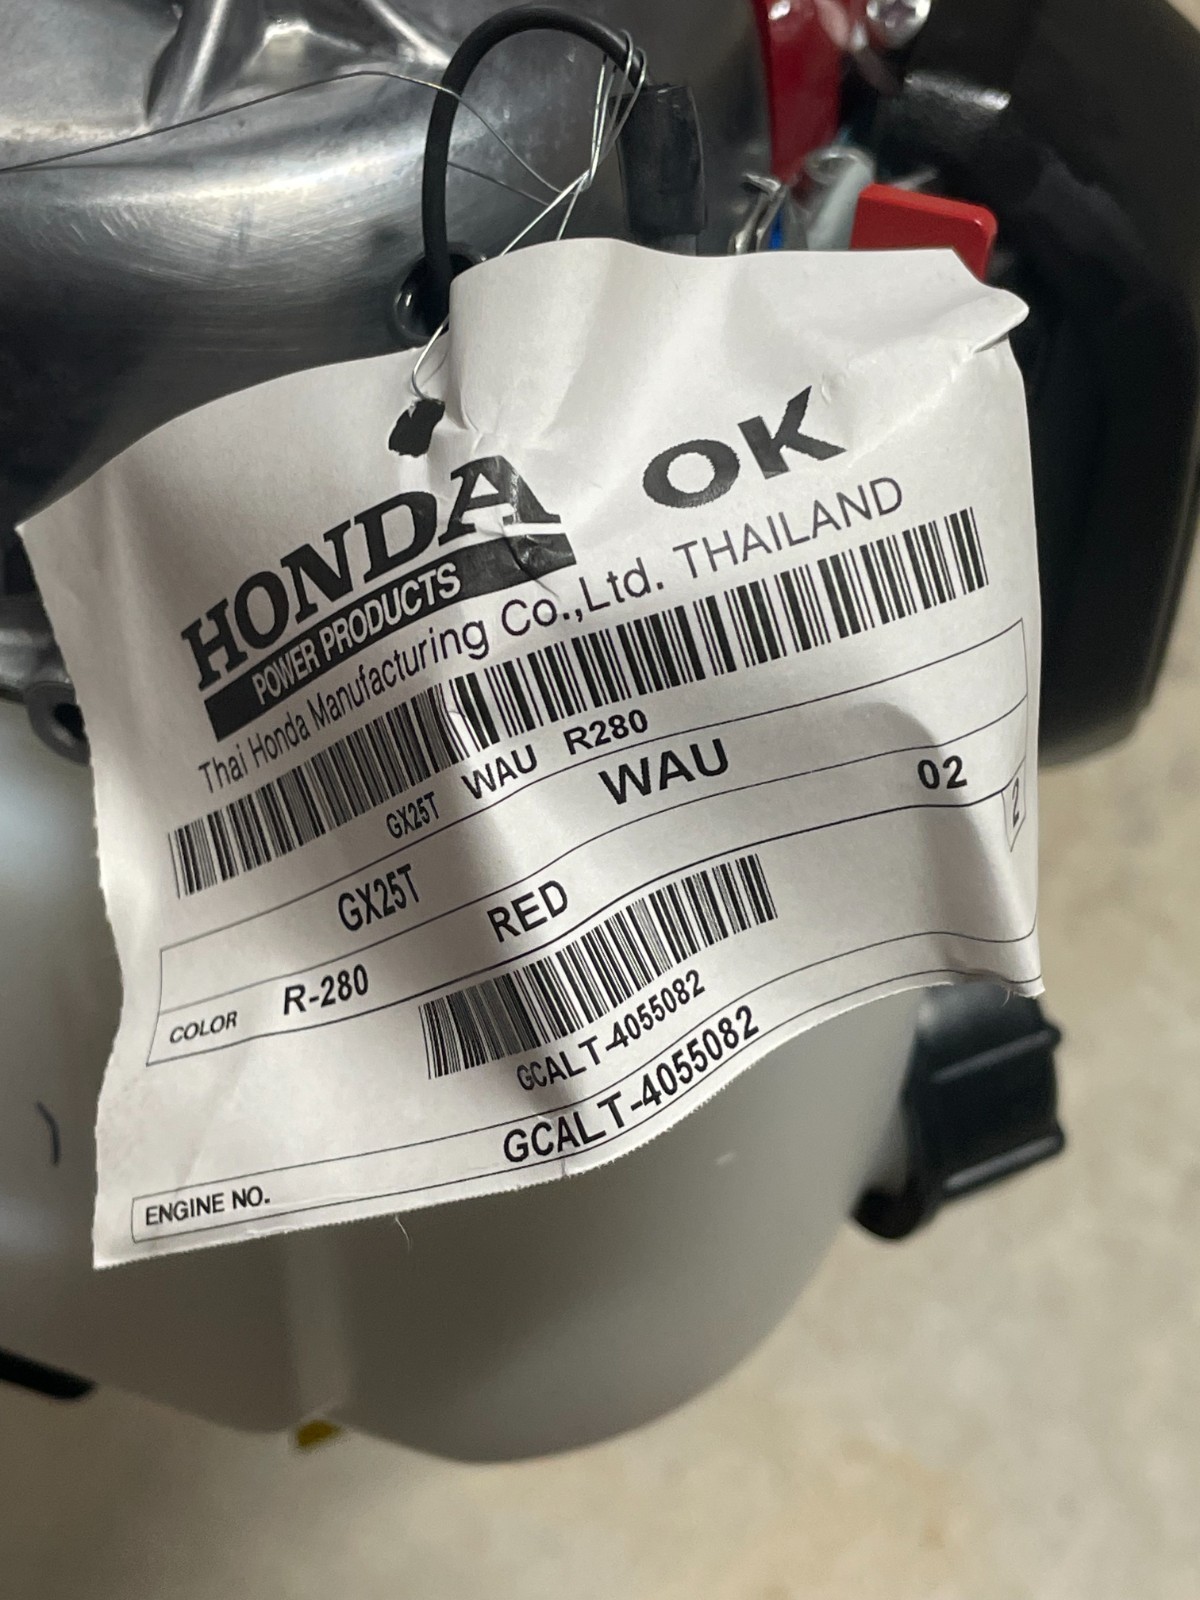 HONDA OK
POWER PRODUCTS
Thai Honda Manufacturing Co.,Ltd. THAILAND
GX25T WAU R280
GX25T WAU
COLOR R-280 RED 02
2
GCALT-4055082
ENGINE NO. GCALT-4055082